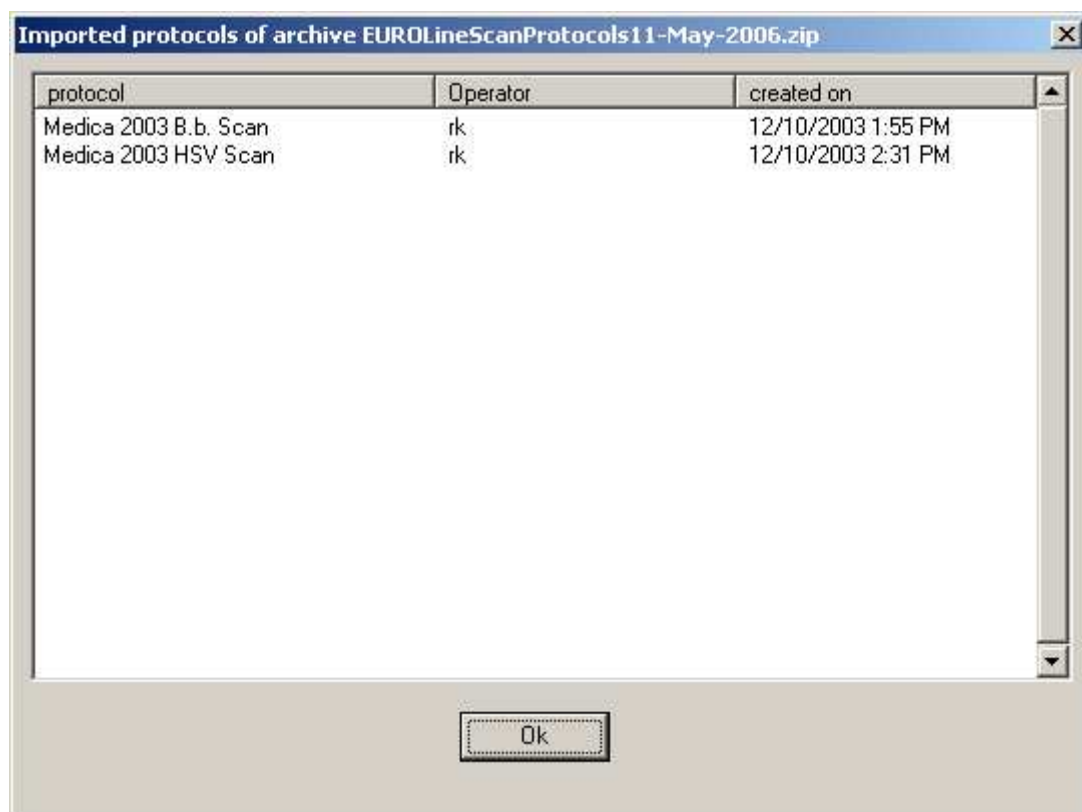 Imported protocols of archive EUROLineScanProtocols11-May-2006.zip
protocol Operator created on
Medica 2003 B.b. Scan rk 12/10/2003 1:55 PM
Medica 2003 HSV Scan rk 12/10/2003 2:31 PM
Ok